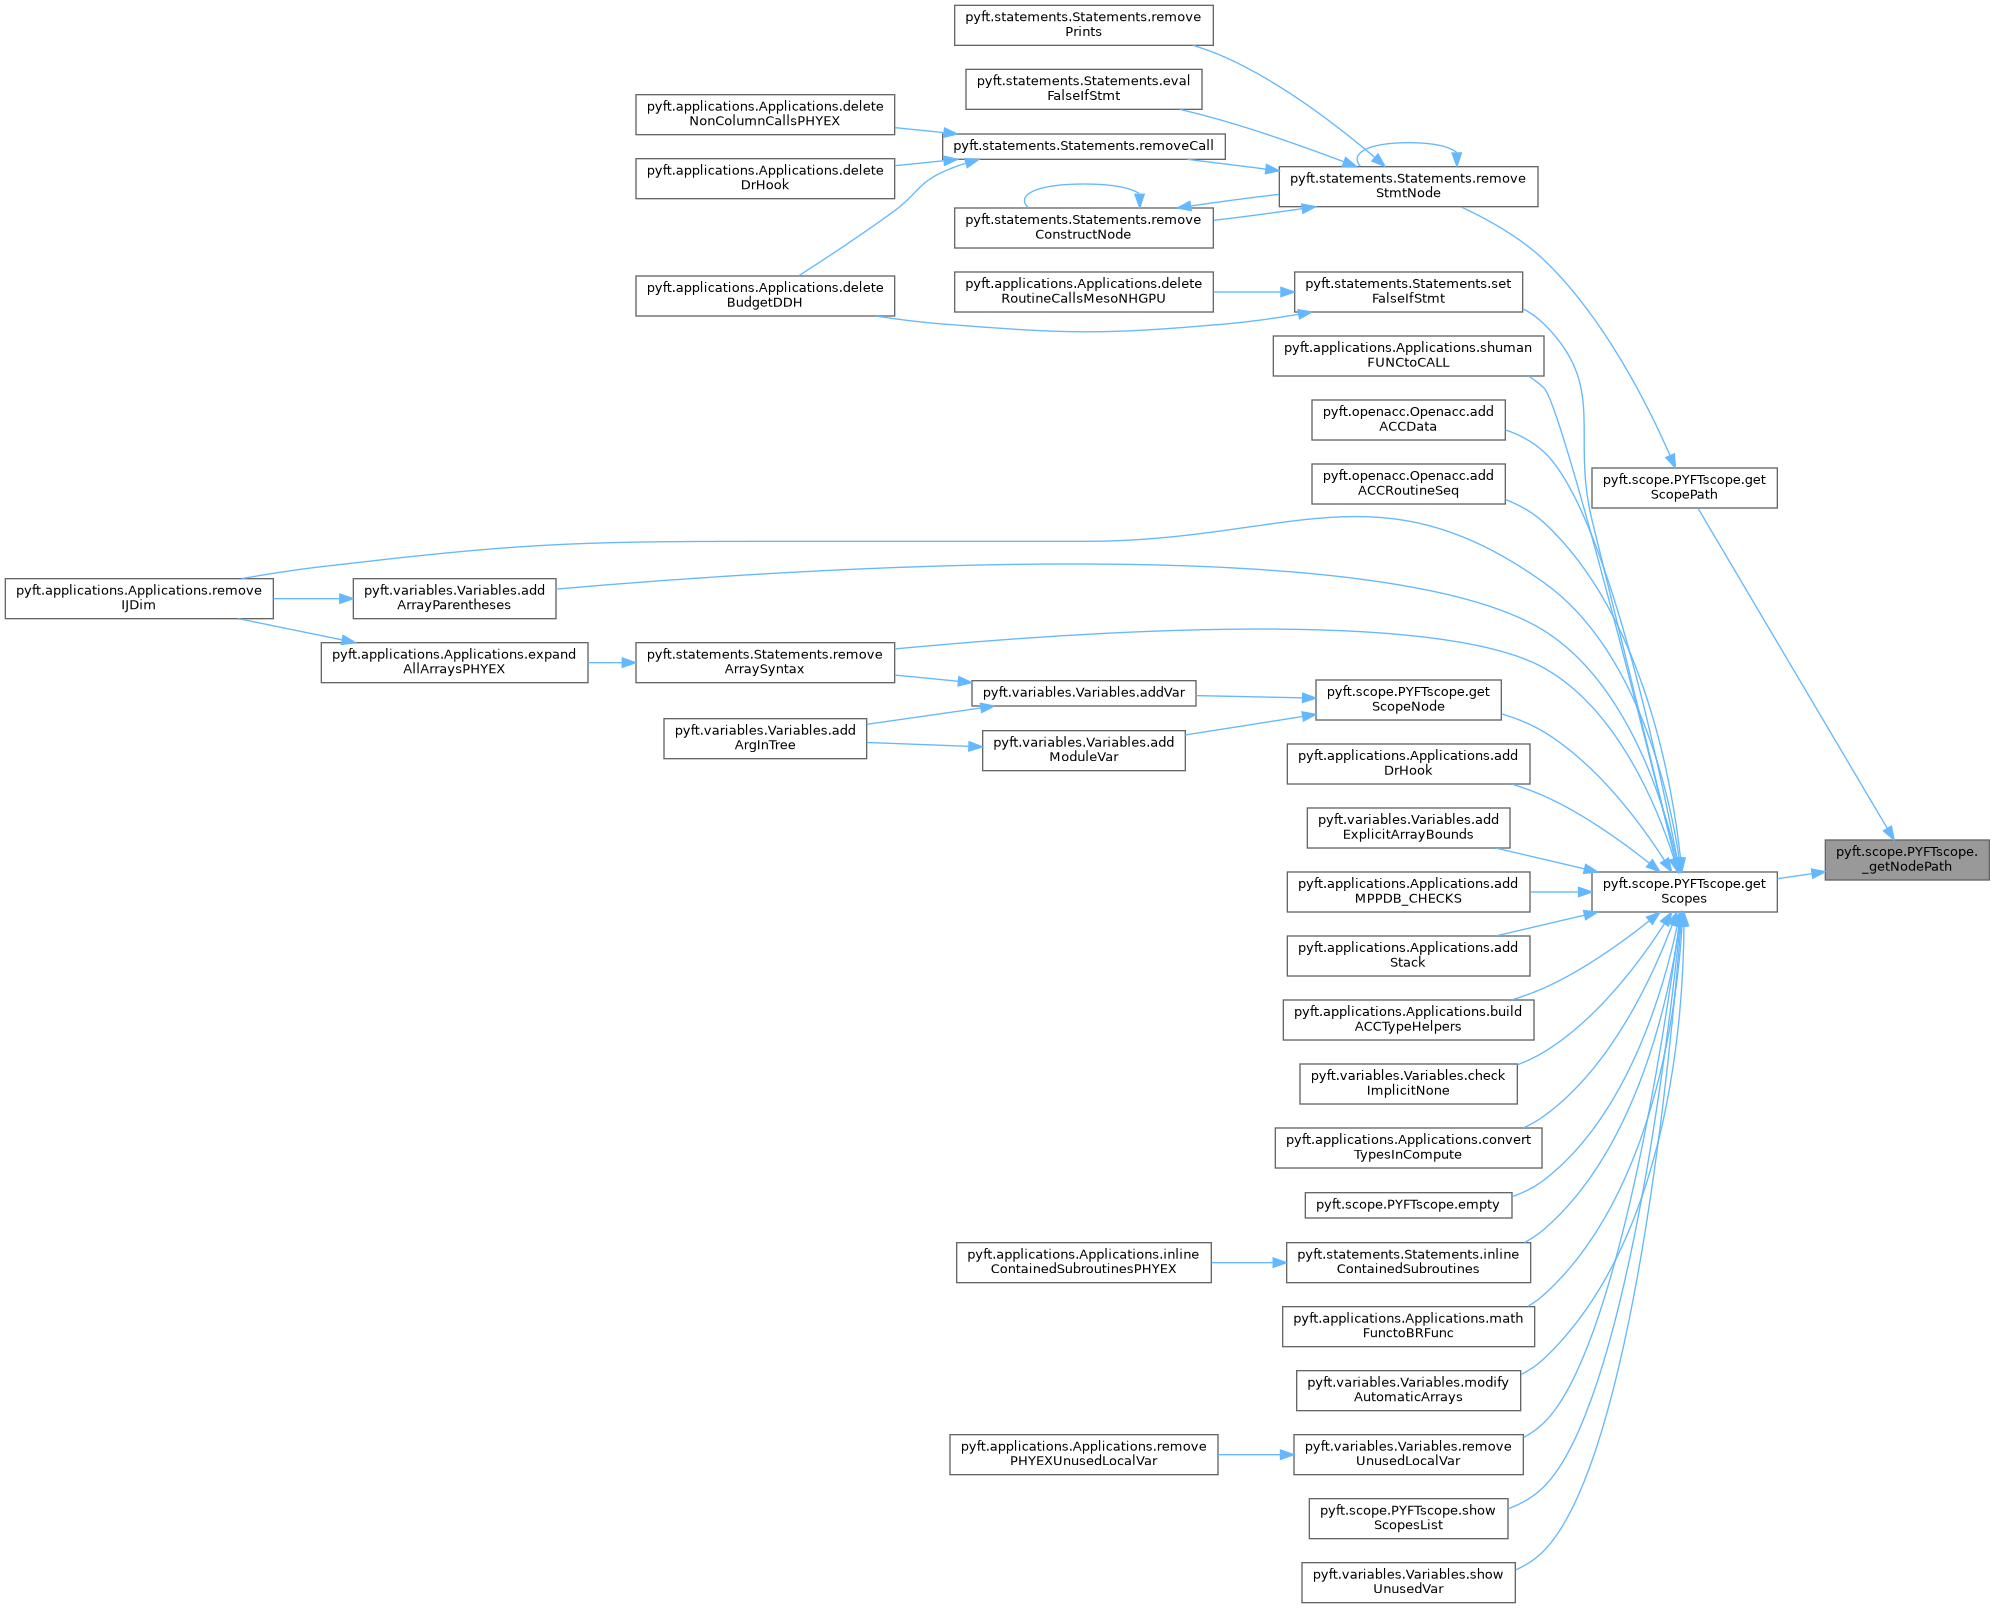 pyft.statements.Statements.remove
Prints
pyft.statements.Statements.eval
FalseIfStmt
pyft.applications.Applications.delete
NonColumnCallsPHYEX
pyft.statements.Statements.removeCall
pyft.applications.Applications.delete
DrHook
pyft.statements.Statements.remove
StmtNode
pyft.statements.Statements.remove
ConstructNode
pyft.applications.Applications.delete
BudgetDDH
pyft.applications.Applications.delete
RoutineCallsMesoNHGPU
pyft.statements.Statements.set
FalseIfStmt
pyft.applications.Applications.shuman
FUNCtoCALL
pyft.openacc.Openacc.add
ACCData
pyft.openacc.Openacc.add
ACCRoutineSeq
pyft.scope.PYFTscope.get
ScopePath
pyft.applications.Applications.remove
IJDim
pyft.variables.Variables.add
ArrayParentheses
pyft.applications.Applications.expand
AllArraysPHYEX
pyft.statements.Statements.remove
ArraySyntax
pyft.variables.Variables.addVar
pyft.scope.PYFTscope.get
ScopeNode
pyft.variables.Variables.add
ArgInTree
pyft.variables.Variables.add
ModuleVar
pyft.applications.Applications.add
DrHook
pyft.variables.Variables.add
ExplicitArrayBounds
pyft.scope.PYFTscope.
_getNodePath
pyft.applications.Applications.add
MPPDB_CHECKS
pyft.scope.PYFTscope.get
Scopes
pyft.applications.Applications.add
Stack
pyft.applications.Applications.build
ACCTypeHelpers
pyft.variables.Variables.check
ImplicitNone
pyft.applications.Applications.convert
TypesInCompute
pyft.scope.PYFTscope.empty
pyft.applications.Applications.inline
ContainedSubroutinesPHYEX
pyft.statements.Statements.inline
ContainedSubroutines
pyft.applications.Applications.math
FunctoBRFunc
pyft.variables.Variables.modify
AutomaticArrays
pyft.applications.Applications.remove
PHYEXUnusedLocalVar
pyft.variables.Variables.remove
UnusedLocalVar
pyft.scope.PYFTscope.show
ScopesList
pyft.variables.Variables.show
UnusedVar